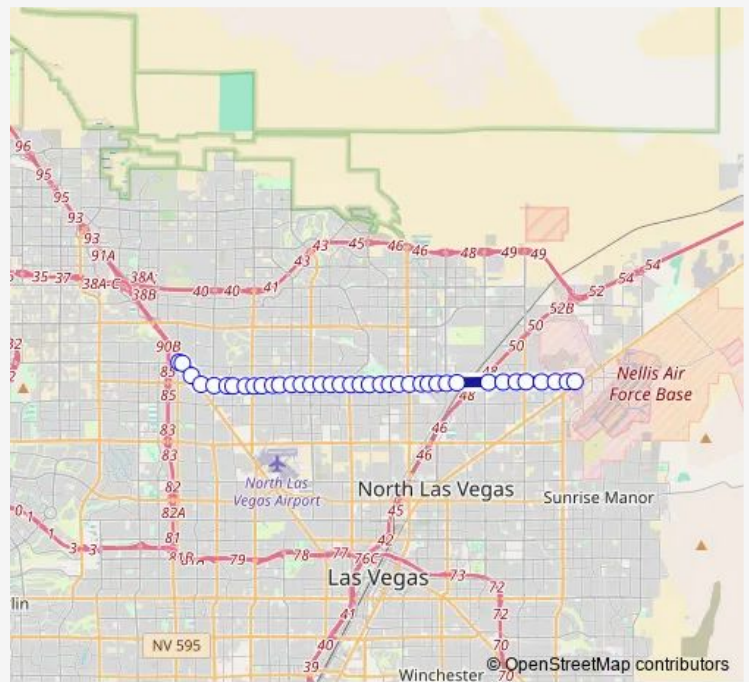 96
95
95
93
93
91A
38A
35
37
38A-C
38B
40
40
41
43
43
45
46
46
48
49
49
52
54
54
52B
50
50
90B
85
85
83
83
82
82A
81
48
48
46
46
45
42
Nellis Air
Force Base
North Las
Vegas Airport
North Las Vegas
Sunrise Manor
0
1
1
3
3
79
78
77
76C
73
72
72
70
70
Las Vegas
lin
41
40
39
NV 595
Winchester
© OpenStreetMap contributors